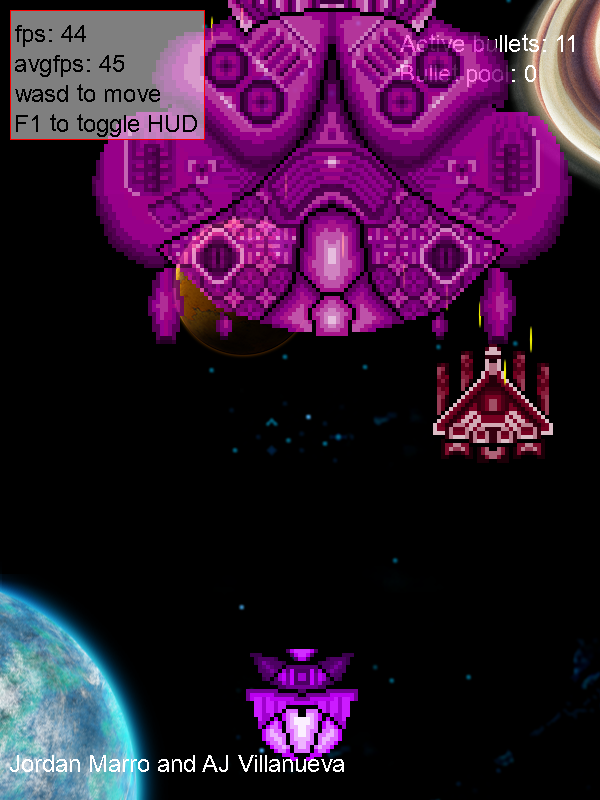 fps: 44
avgfps: 45
wasd to move
F1 to toggle HUD
Active bullets: 11
Bullet pool: 0
Jordan Marro and AJ Villanueva